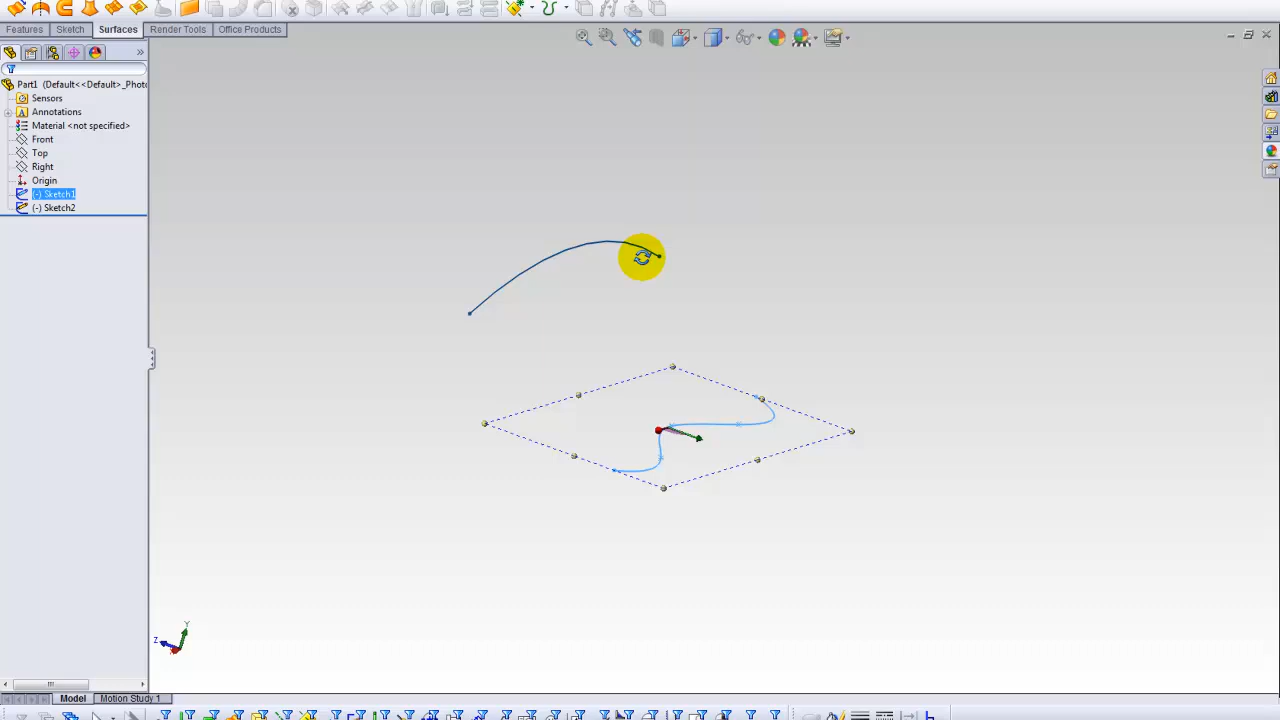 Features Sketch Surfaces Render Tools Office Products
Part1 (Default<<Default>_Phot
Sensors
Annotations
Material <not specified>
Front
Top
Right
Origin
(-) Sketch1
(-) Sketch2
Y
Z
Model Motion Study 1